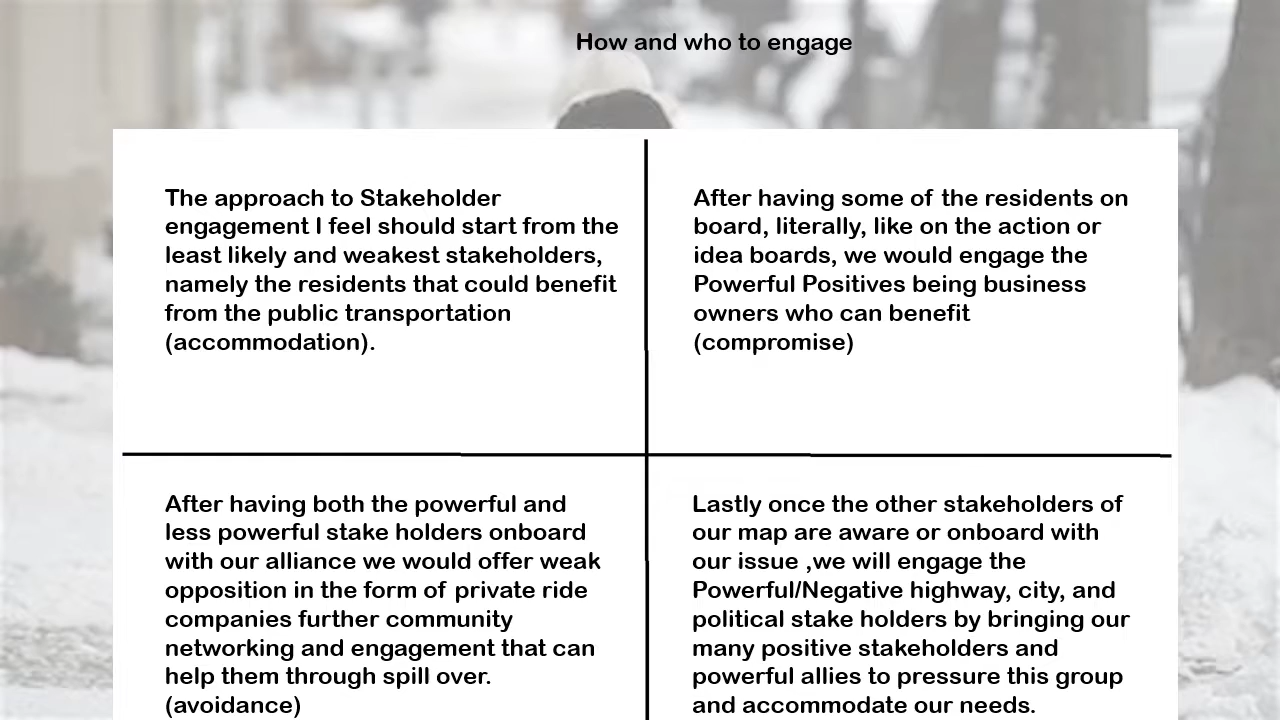 How and who to engage
The approach to Stakeholder
engagement I feel should start from the
least likely and weakest stakeholders,
namely the residents that could benefit
from the public transportation
(accommodation).
After having some of the residents on
board, literally, like on the action or
idea boards, we would engage the
Powerful Positives being business
owners who can benefit
(compromise)
After having both the powerful and
less powerful stake holders onboard
with our alliance we would offer weak
opposition in the form of private ride
companies further community
networking and engagement that can
help them through spill over.
(avoidance)
Lastly once the other stakeholders of
our map are aware or onboard with
our issue ,we will engage the
Powerful/Negative highway, city, and
political stake holders by bringing our
many positive stakeholders and
powerful allies to pressure this group
and accommodate our needs.